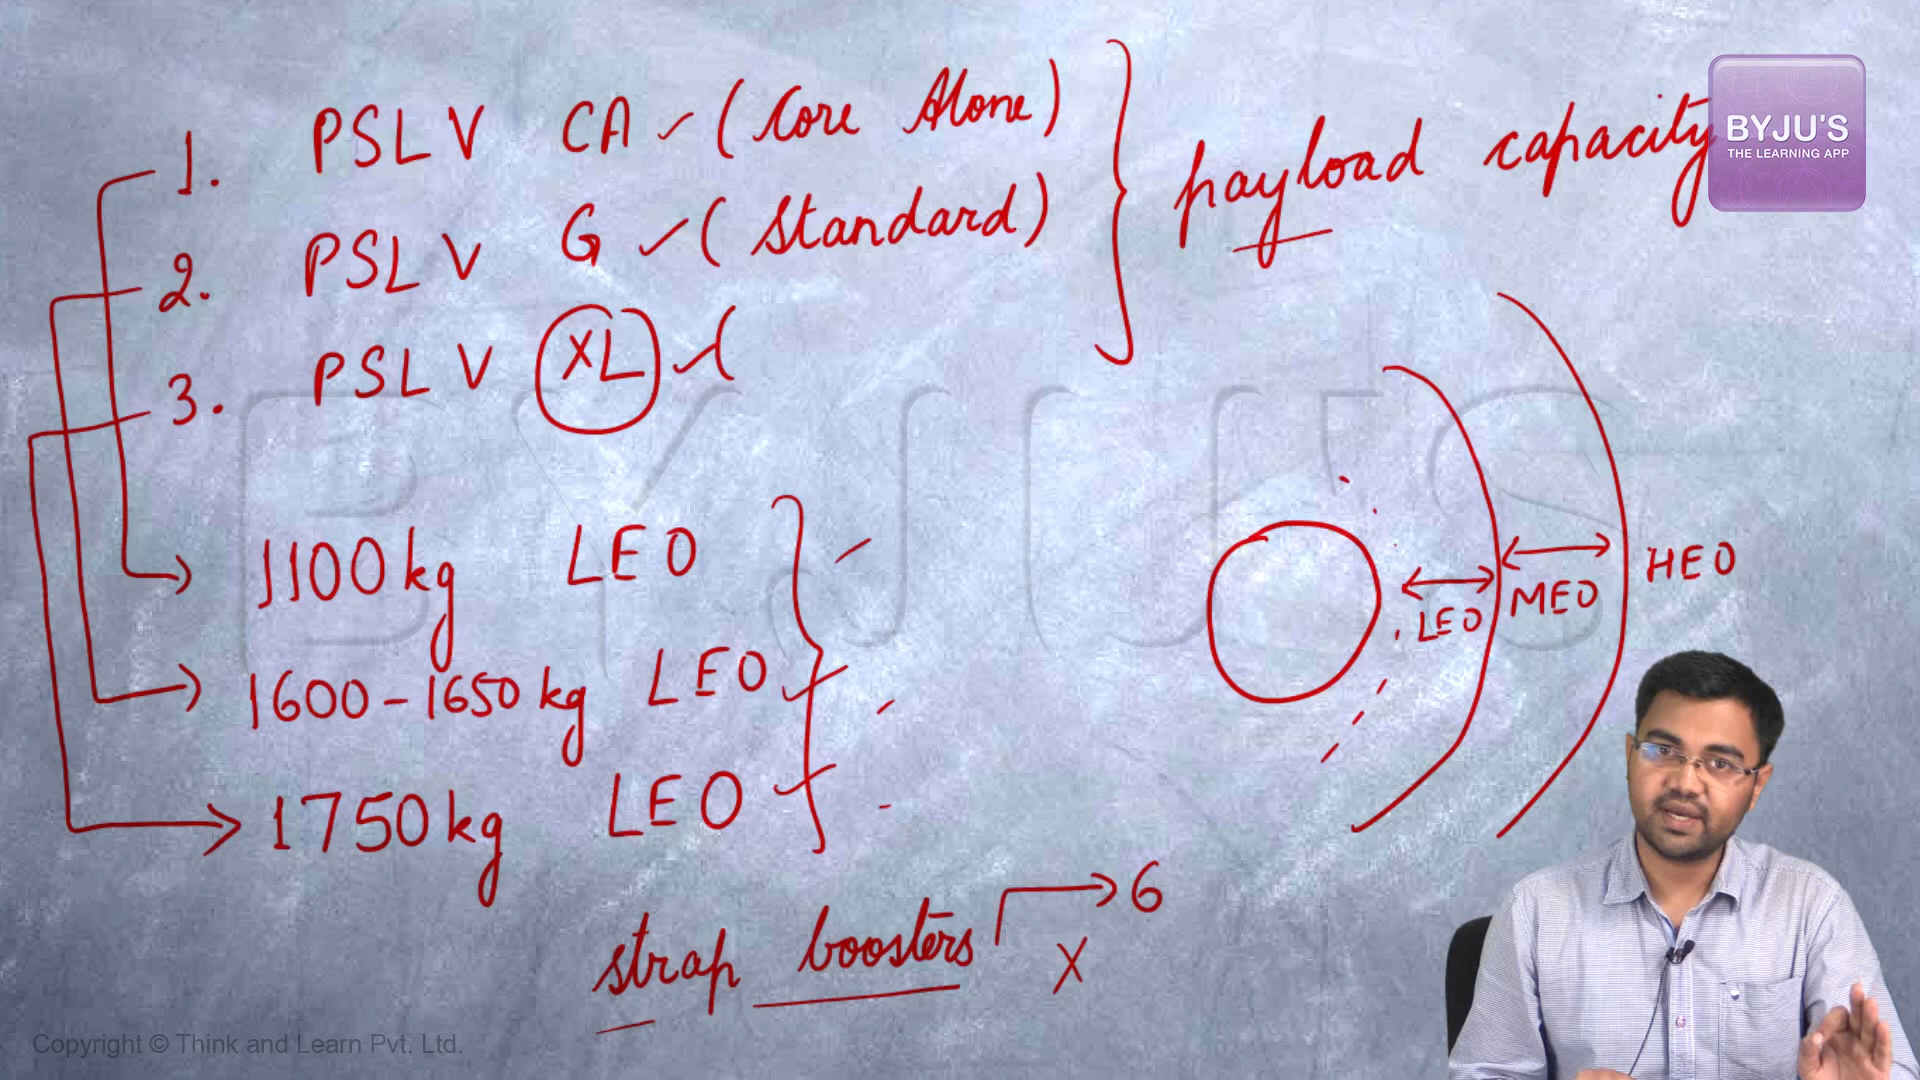 1. PSLV CA ✓ (Core Alone)
payload capacity
BYJU'S
THE LEARNING APP
2. PSLV G ✓ (Standard)
3. PSLV XL ✓ (
BYJU'S
1100 kg LEO
HEO
MEO
LEO
1600 - 1650 kg LEO
1750 kg LEO
6
strap boosters
X
Copyright © Think and Learn Pvt. Ltd.